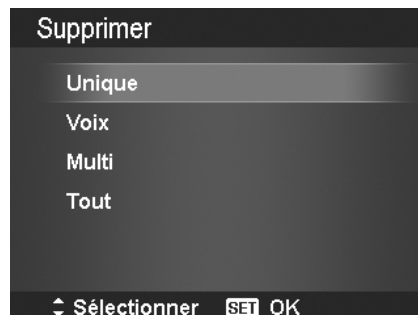 Supprimer
Unique
Voix
Multi
Tout
Sélectionner SET OK